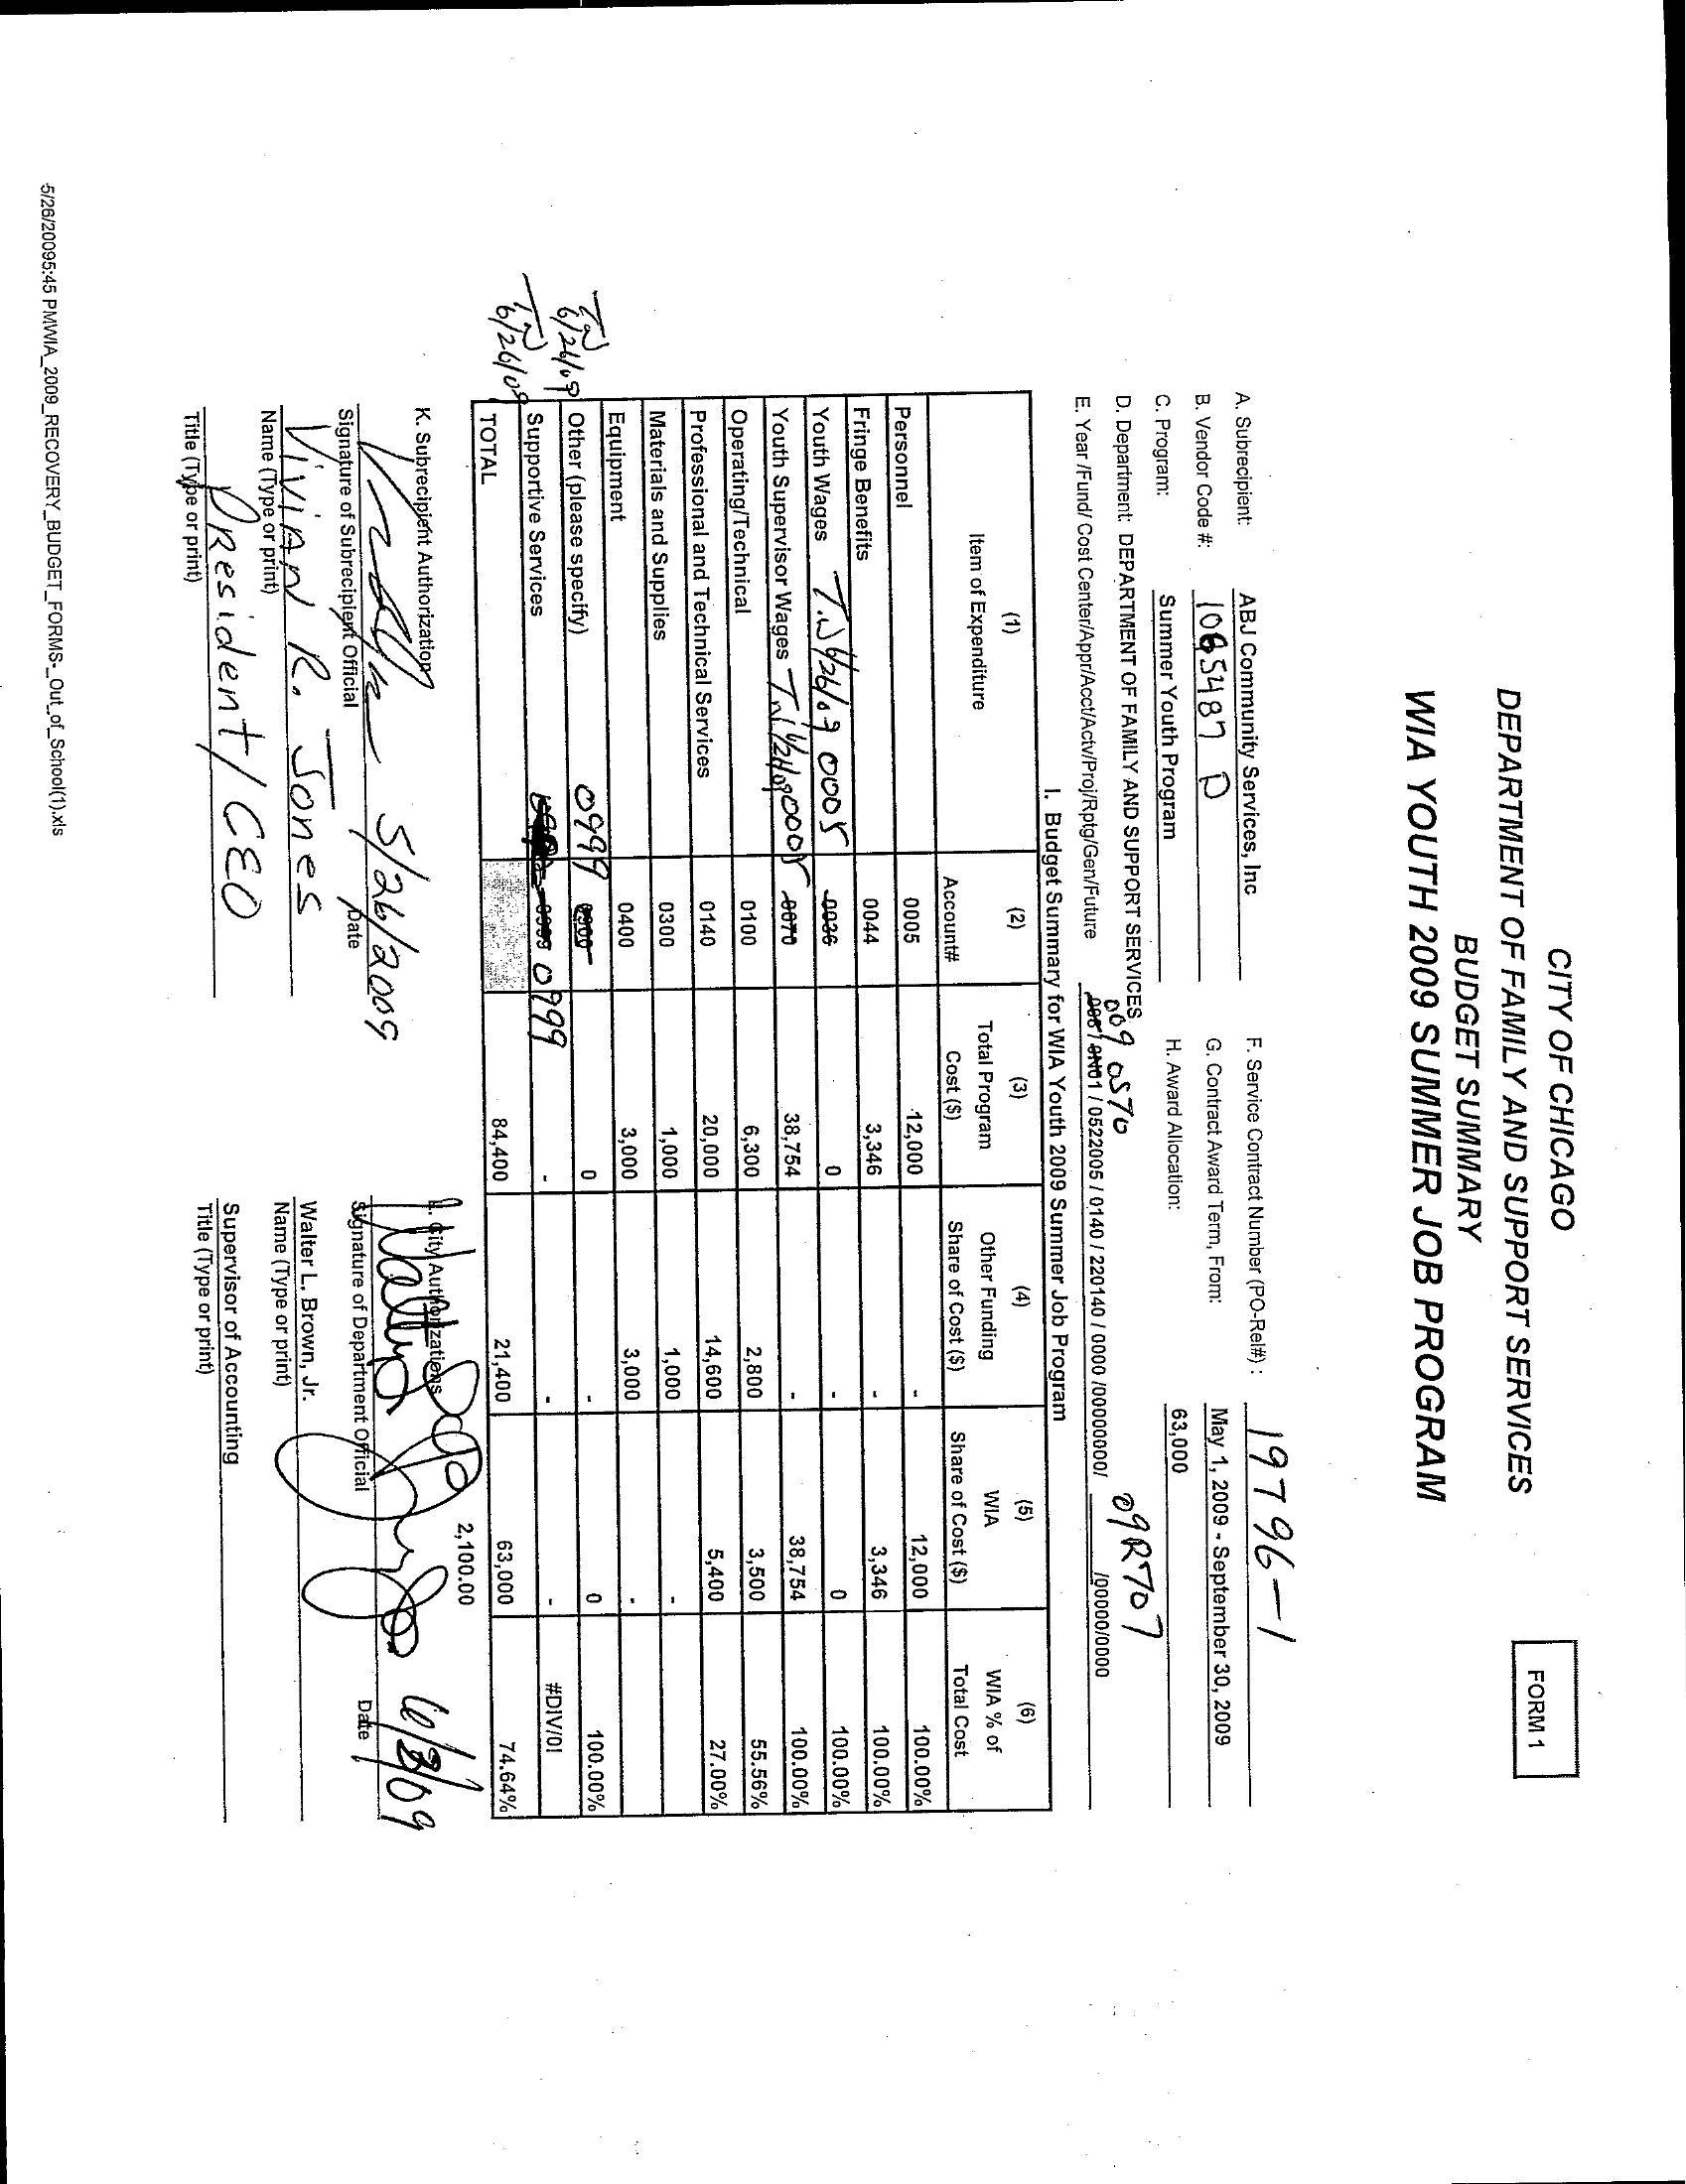 CITY OF CHICAGO
DEPARTMENT OF FAMILY AND SUPPORT SERVICES
BUDGET SUMMARY
WIA YOUTH 2009 SUMMER JOB PROGRAM
FORM 1
A. Subrecipient: ABJ Community Services, Inc
F. Service Contract Number (PO-Rel#) : 19796-1
B. Vendor Code #: 1065487 D
G. Contract Award Term, From: May 1, 2009 - September 30, 2009
C. Program: Summer Youth Program
H. Award Allocation: 63,000
D. Department: DEPARTMENT OF FAMILY AND SUPPORT SERVICES
009 0570 09R707
E. Year /Fund/ Cost Center/Appr/Acct/Actv/Proj/Rptg/Gen/Future / 0522005 / 0140 / 220140 / 0000 /00000000/ /00000/0000
I. Budget Summary for WIA Youth 2009 Summer Job Program
(1) (2) (3) (4) (5) (6)
Item of Expenditure Account# Total Program Cost ($) Other Funding Share of Cost ($) WIA Share of Cost ($) WIA % of Total Cost
Personnel 0005 12,000 - 12,000 100.00%
Fringe Benefits 0044 3,346 - 3,346 100.00%
Youth Wages T.W 6/26/09 0005 0036 0 - 0 100.00%
Youth Supervisor Wages T.W 6/26/09 0005 0070 38,754 - 38,754 100.00%
Operating/Technical 0100 6,300 2,800 3,500 55.56%
Professional and Technical Services 0140 20,000 14,600 5,400 27.00%
Materials and Supplies 0300 1,000 1,000 -
Equipment 0400 3,000 3,000 -
TW 6/26/09 Other (please specify) 0999 0 - 0 100.00%
TW 6/26/09 Supportive Services 0999 0999 - - - #DIV/0!
TOTAL 84,400 21,400 63,000 74.64%
2,100.00
K. Subrecipient Authorization
L. City Authorizations
5/26/2009
6/8/09
Signature of Subrecipient Official Date
Signature of Department Official Date
Vivian R. Jones
Walter L. Brown, Jr.
Name (Type or print)
Name (Type or print)
President/CEO
Supervisor of Accounting
Title (Type or print)
Title (Type or print)
5/26/20095:45 PMWIA_2009_RECOVERY_BUDGET_FORMS-_Out_of_School(1).xls